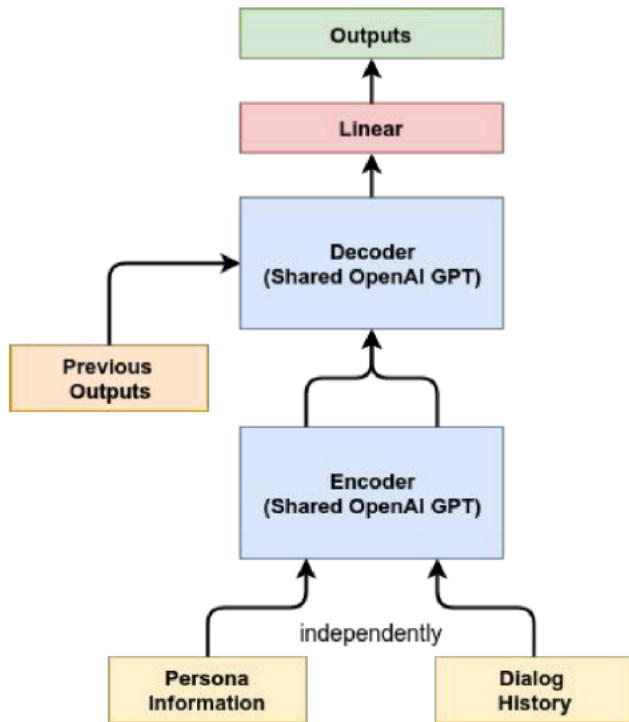 Outputs
Linear
Decoder
(Shared OpenAI GPT)
Previous
Outputs
Encoder
(Shared OpenAI GPT)
independently
Persona
Information
Dialog
History